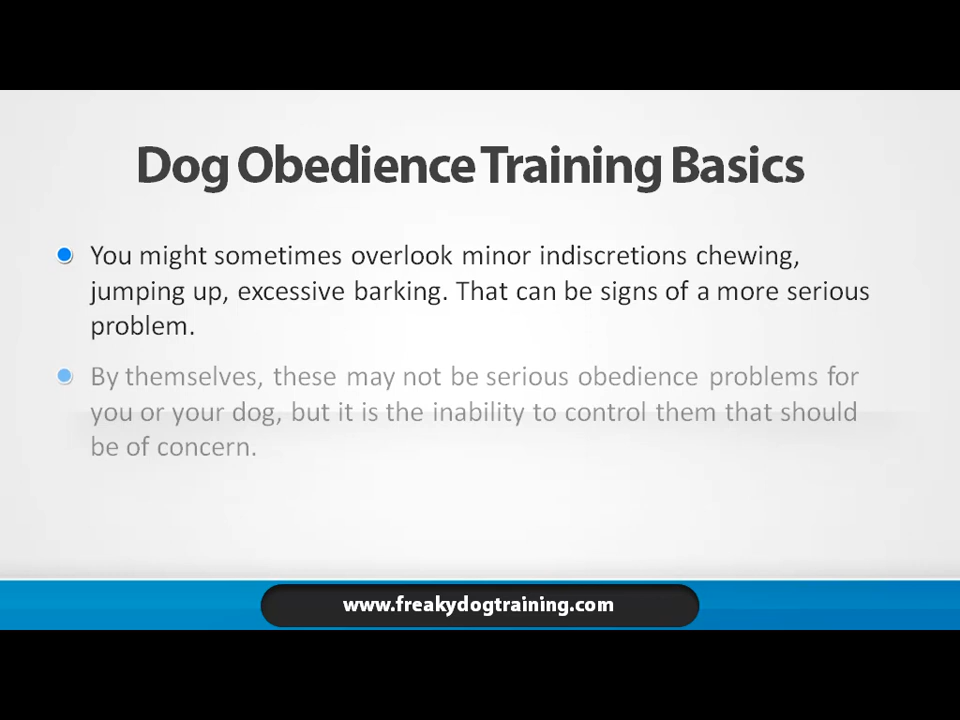 Dog Obedience Training Basics
You might sometimes overlook minor indiscretions chewing,
jumping up, excessive barking. That can be signs of a more serious
problem.
By themselves, these may not be serious obedience problems for
you or your dog, but it is the inability to control them that should
be of concern.
www.freakydogtraining.com